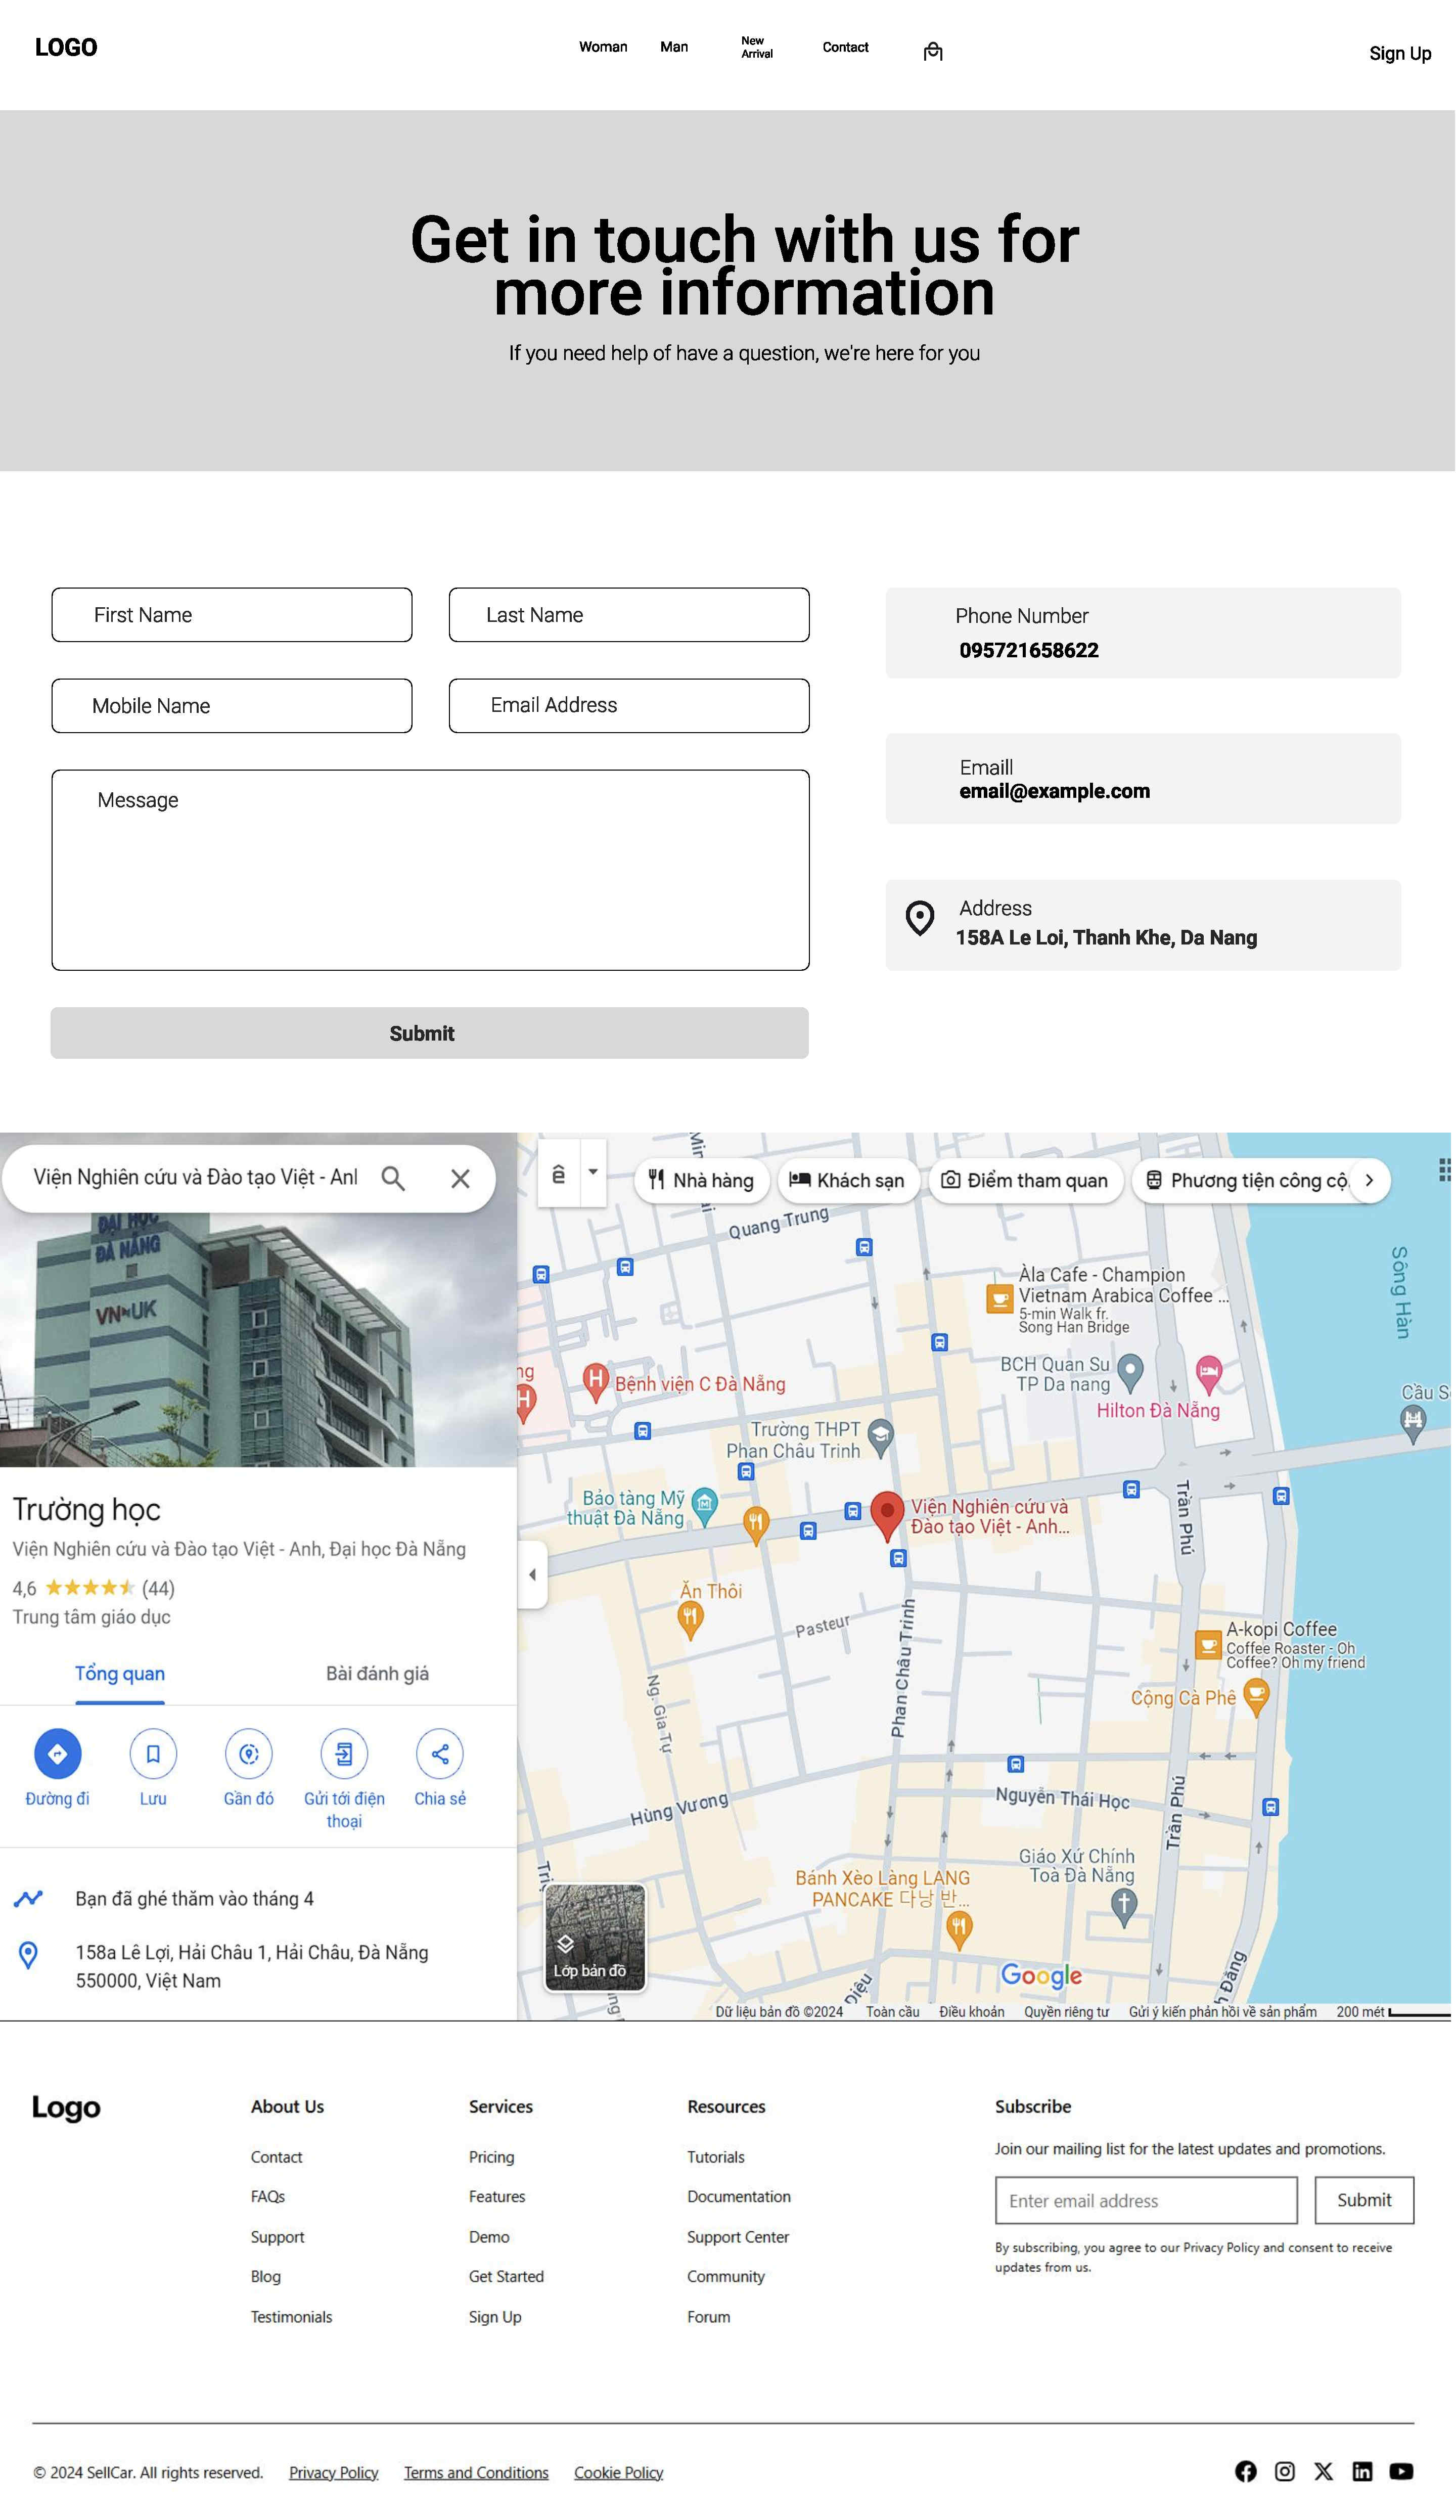 LOGO
Woman
Man
New
Arrival
Contact
Sign Up
Get in touch with us for
more information
If you need help of have a question, we're here for you
First Name
Last Name
Mobile Name
Email Address
Message
Submit
Phone Number
095721658622
Emaill
email@example.com
Address
158A Le Loi, Thanh Khe, Da Nang
Viện Nghiên cứu và Đào tạo Việt - Anl
ĐẠI HỌC
ĐÀ NẴNG
VN-UK
Trường học
Viện Nghiên cứu và Đào tạo Việt - Anh, Đại học Đà Nẵng
4,6 (44)
Trung tâm giáo dục
Tổng quan
Bài đánh giá
Đường đi
Lưu
Gần đó
Gửi tới điện
thoại
Chia sẻ
Bạn đã ghé thăm vào tháng 4
158a Lê Lợi, Hải Châu 1, Hải Châu, Đà Nẵng
550000, Việt Nam
ê
Nhà hàng
Khách sạn
Điểm tham quan
Phương tiện công cộ
Quang Trung
Sông Hàn
Àla Cafe - Champion
Vietnam Arabica Coffee ...
5-min Walk fr.
Song Han Bridge
BCH Quan Su
TP Da nang
Hilton Đà Nẵng
Cầu S
ng
H
H
Bệnh viện C Đà Nẵng
Trường THPT
Phan Châu Trinh
Bảo tàng Mỹ
thuật Đà Nẵng
Viện Nghiên cứu và
Đào tạo Việt - Anh...
Trần Phú
Ăn Thôi
Pasteur
Phan Châu Trinh
A-kopi Coffee
Coffee Roaster - Oh
Coffee? Oh my friend
Cộng Cà Phê
Ng. Gia Tự
Hùng Vương
Nguyễn Thái Học
Trần Phú
Giáo Xứ Chính
Toà Đà Nẵng
Bánh Xèo Làng LANG
PANCAKE 다낭 반...
Lớp bản đồ
Diệu
h Đằng
Google
Dữ liệu bản đồ ©2024
Toàn cầu
Điều khoản
Quyền riêng tư
Gửi ý kiến phản hồi về sản phẩm
200 mét
Logo
About Us
Contact
FAQs
Support
Blog
Testimonials
Services
Pricing
Features
Demo
Get Started
Sign Up
Resources
Tutorials
Documentation
Support Center
Community
Forum
Subscribe
Join our mailing list for the latest updates and promotions.
Enter email address
Submit
By subscribing, you agree to our Privacy Policy and consent to receive
updates from us.
© 2024 SellCar. All rights reserved.
Privacy Policy
Terms and Conditions
Cookie Policy